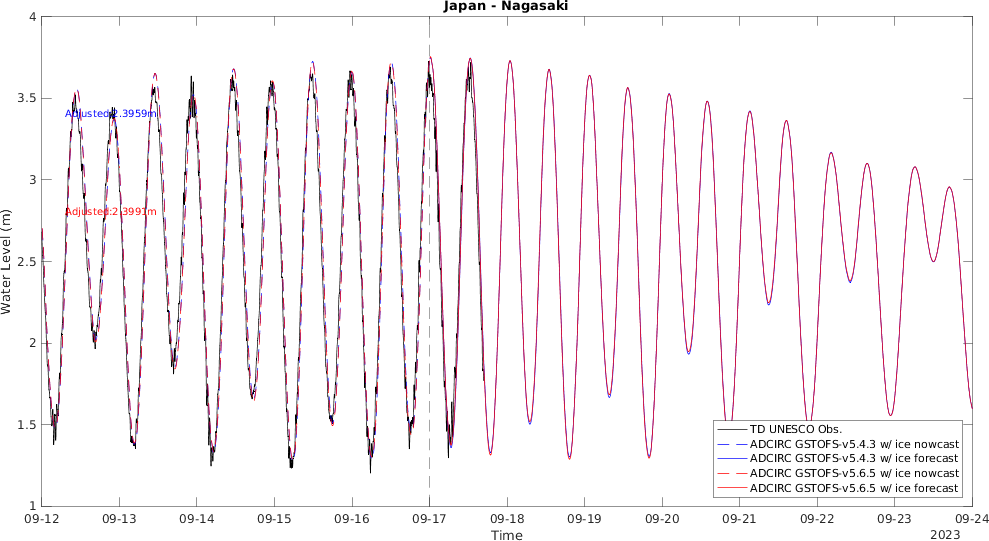 Japan - Nagasaki
Water Level (m)
4
3.5
3
2.5
2
1.5
1
Adjusted:2.3959m
Adjusted:2.3991m
TD UNESCO Obs.
ADCIRC GSTOFS-v5.4.3 w/ ice nowcast
ADCIRC GSTOFS-v5.4.3 w/ ice forecast
ADCIRC GSTOFS-v5.6.5 w/ ice nowcast
ADCIRC GSTOFS-v5.6.5 w/ ice forecast
09-12 09-13 09-14 09-15 09-16 09-17 09-18 09-19 09-20 09-21 09-22 09-23 09-24
Time
2023